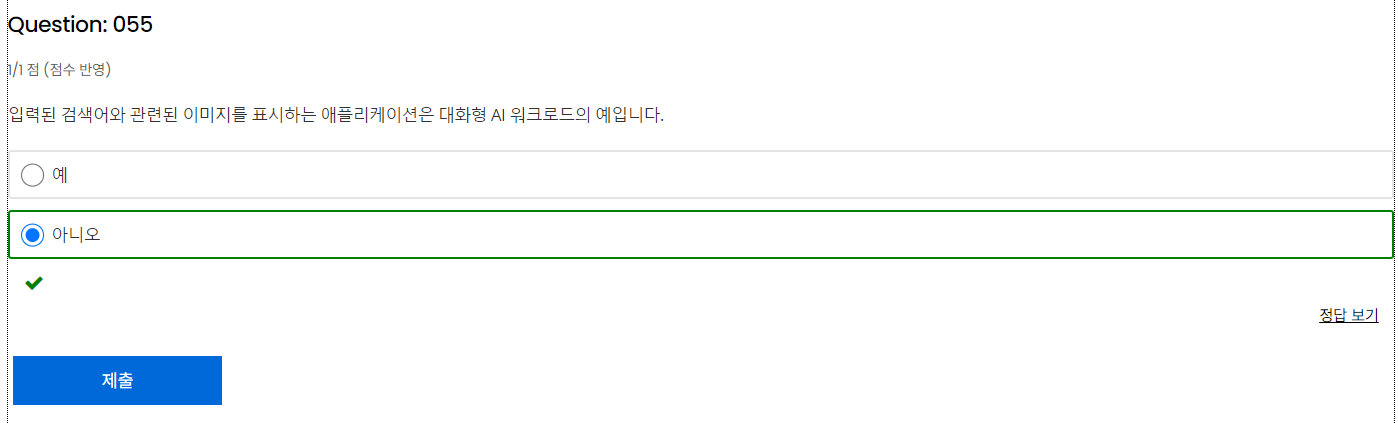 Question: 055
1/1 점 (점수 반영)
입력된 검색어와 관련된 이미지를 표시하는 애플리케이션은 대화형 AI 워크로드의 예입니다.
예
아니오
정답 보기
제출